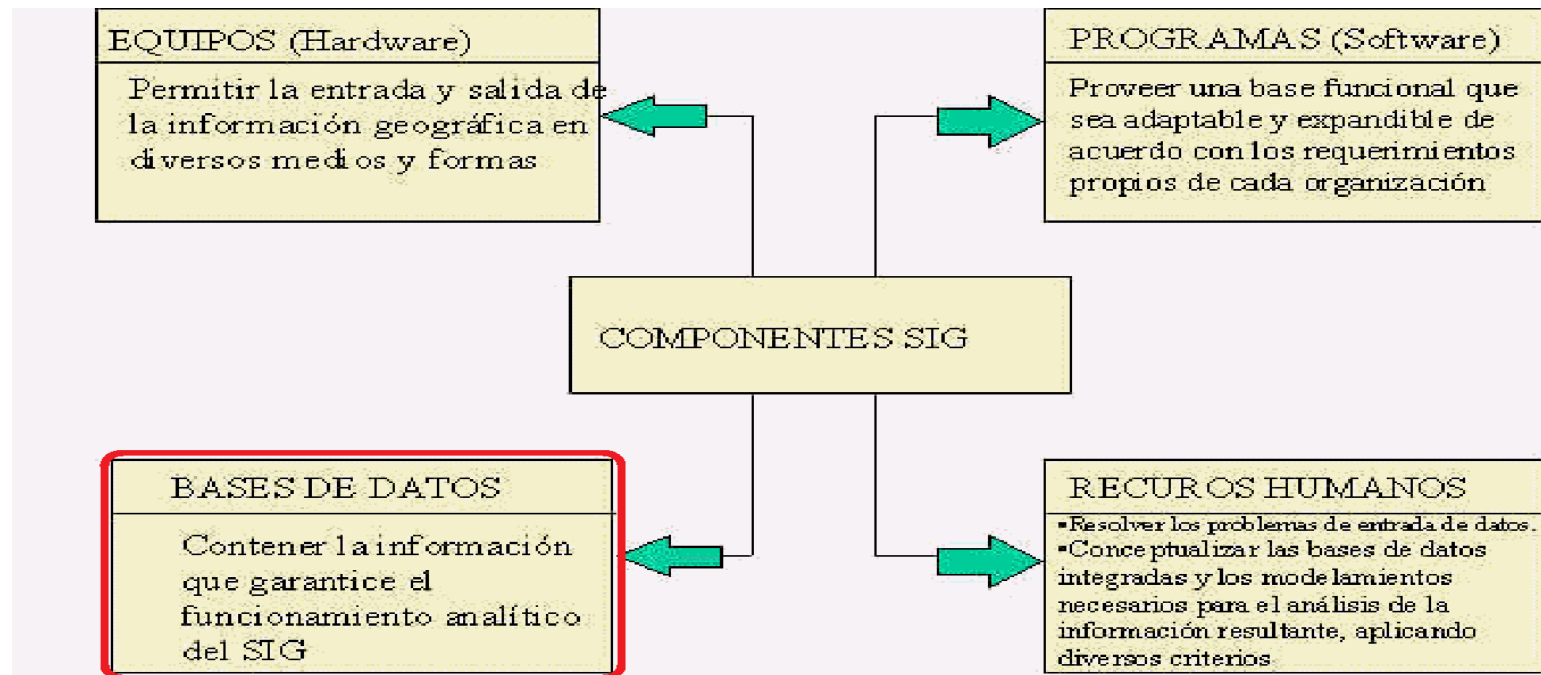 EQUIPOS (Hardware)
Permitir la entrada y salida de
la información geográfica en
diversos medios y formas
PROGRAMAS (Software)
Proveer una base funcional que
sea adaptable y expandible de
acuerdo con los requerimientos
propios de cada organización
COMPONENTES SIG
BASES DE DATOS
Contener la información
que garantice el
funcionamiento analítico
del SIG
RECUROS HUMANOS
▪Resolver los problemas de entrada de datos.
▪Conceptualizar las bases de datos
integradas y los modelamientos
necesarios para el análisis de la
información resultante, aplicando
diversos criterios